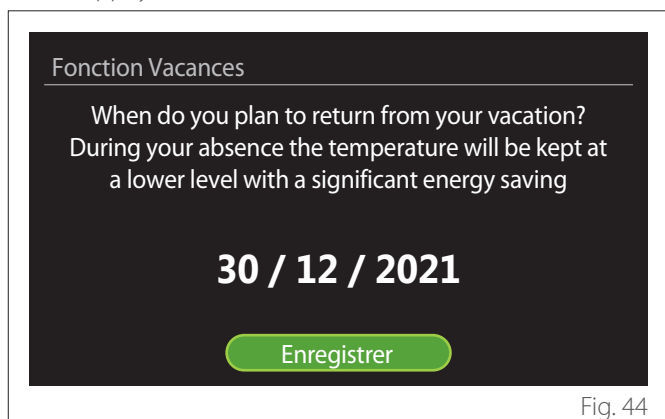 Fonction Vacances
When do you plan to return from your vacation?
During your absence the temperature will be kept at
a lower level with a significant energy saving
30 / 12 / 2021
Enregistrer
Fig. 44